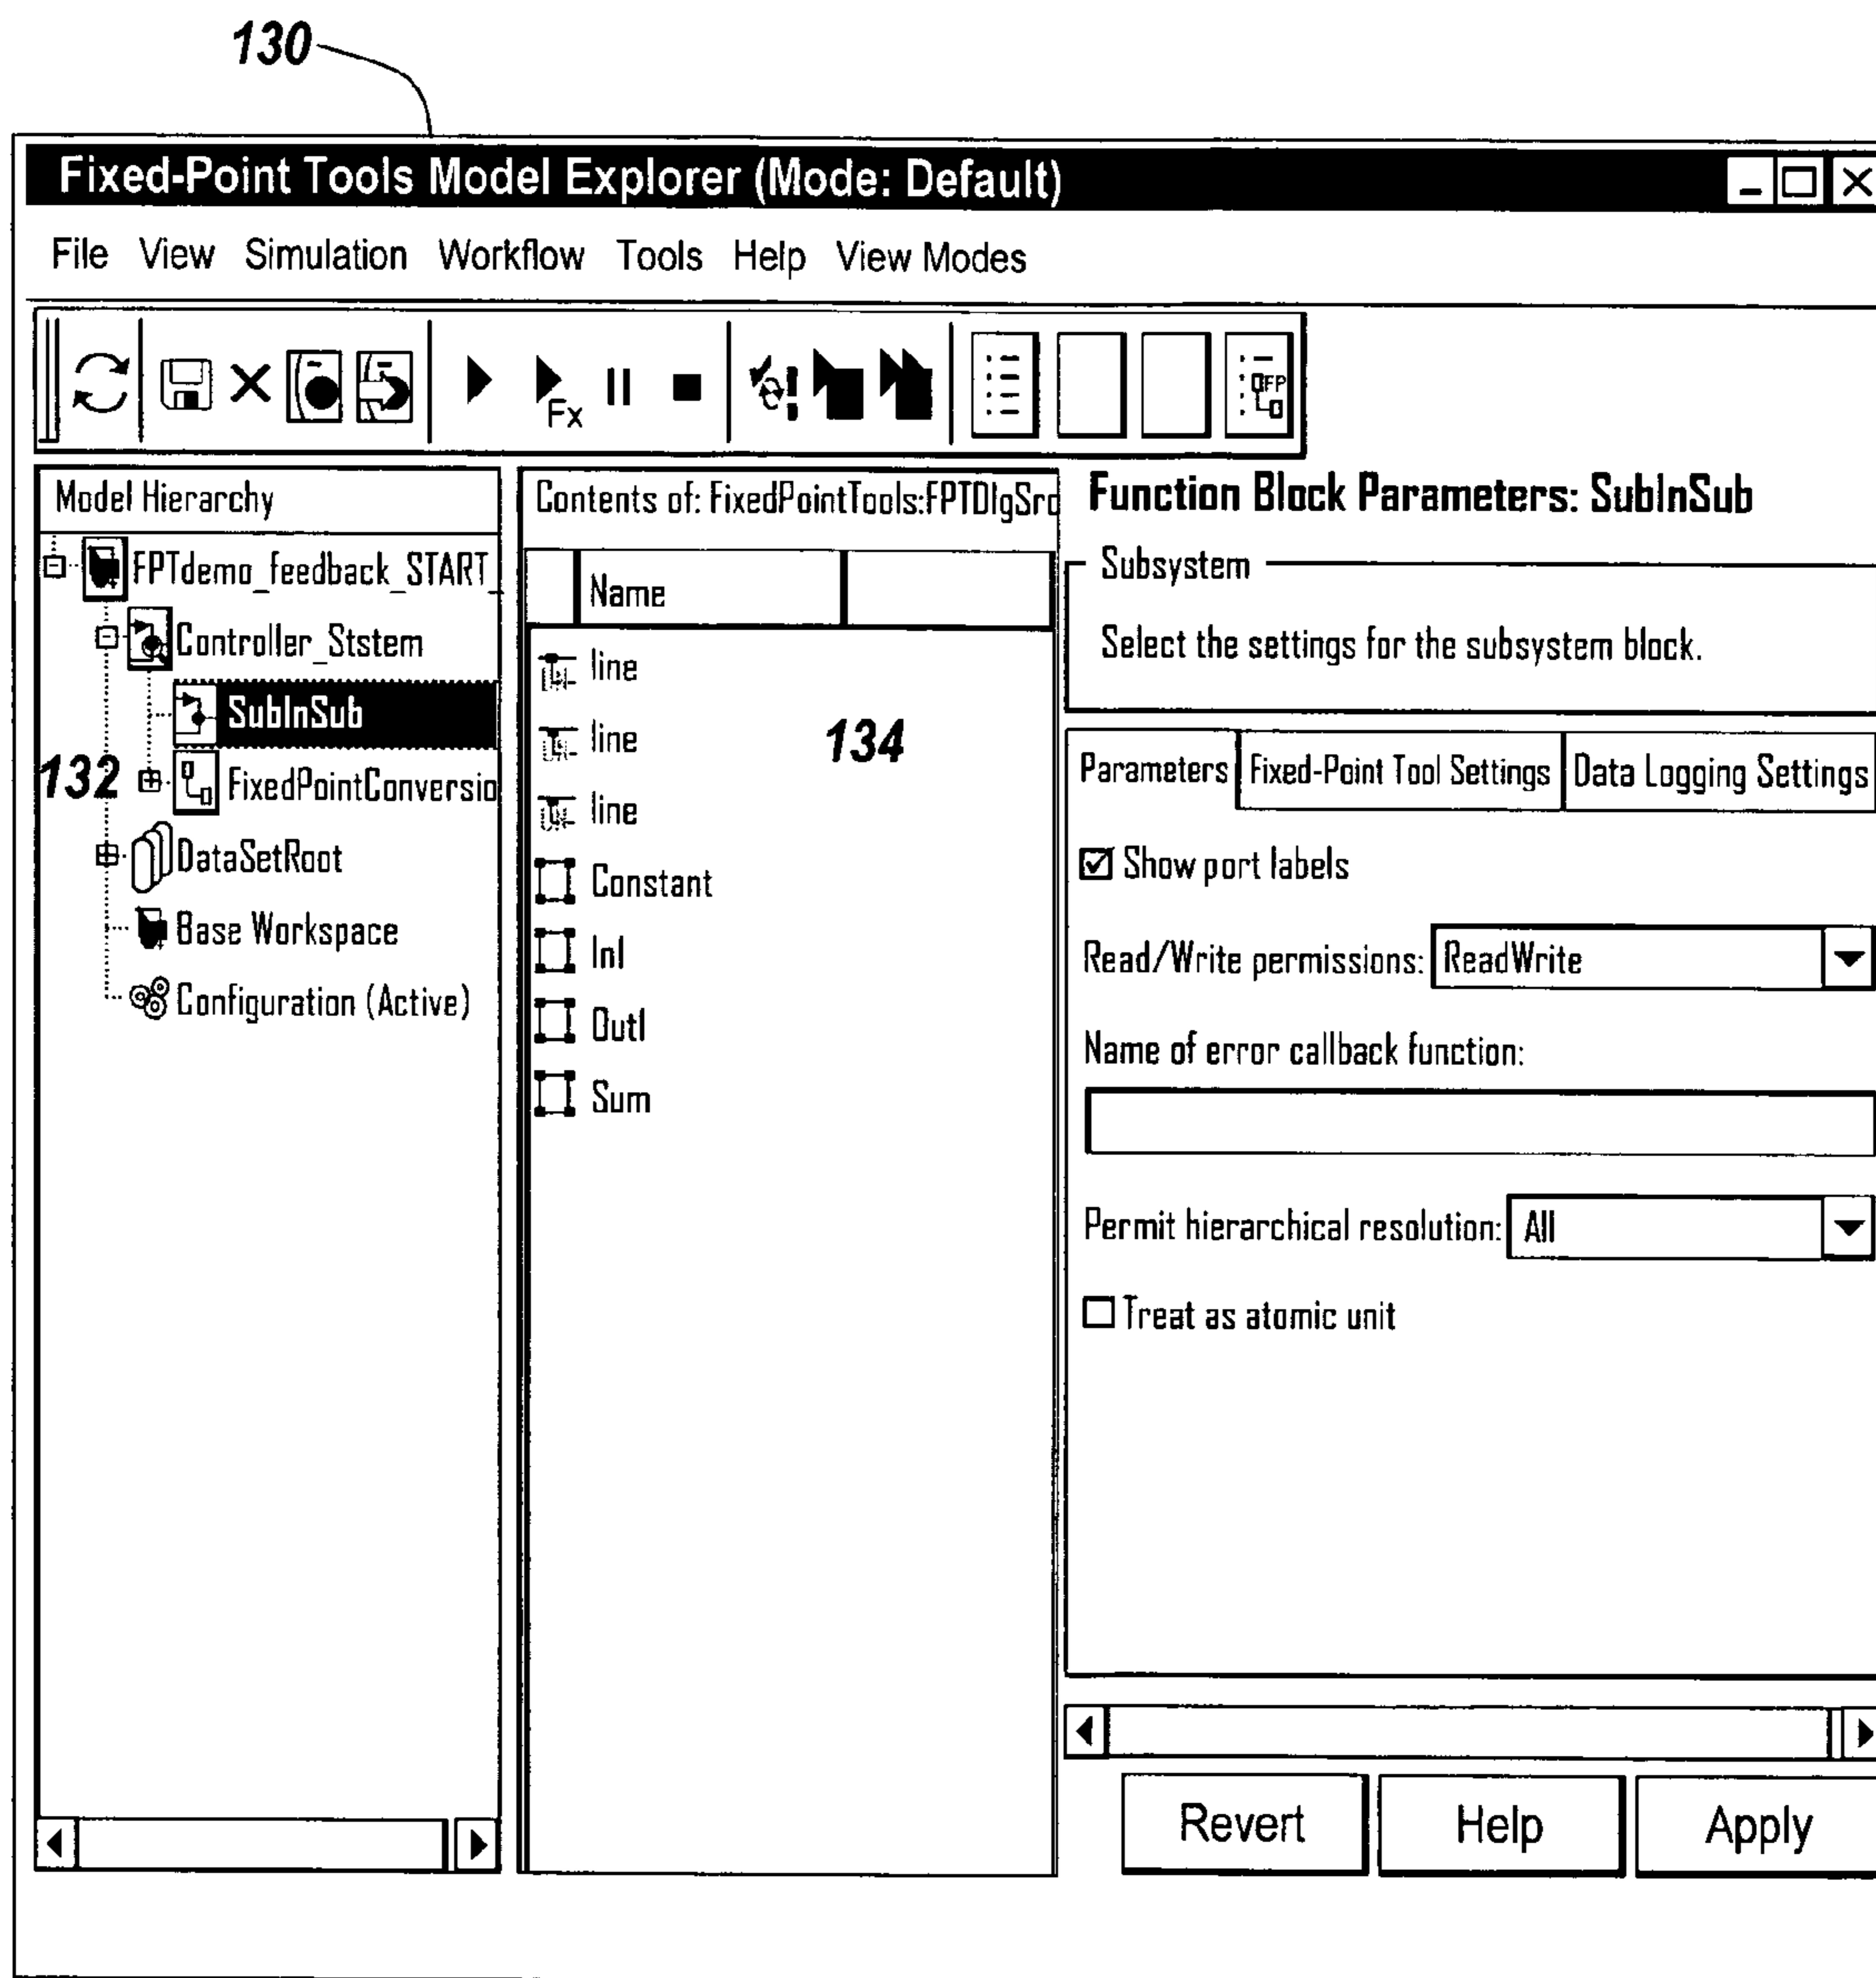 130
Fixed-Point Tools Model Explorer (Mode: Default)
File View Simulation Workflow Tools Help View Modes
Fx
FP
Model Hierarchy
FPTdemo_feedback_START_
Controller_Ststem
SubInSub
132
FixedPointConversio
DataSetRoot
Base Workspace
Configuration (Active)
Contents of: FixedPointTools:FPTDlgSrc
Name
line
line
134
line
Constant
In1
Out1
Sum
Function Block Parameters: SubInSub
Subsystem
Select the settings for the subsystem block.
Parameters Fixed-Point Tool Settings Data Logging Settings
Show port labels
Read/Write permissions: ReadWrite
Name of error callback function:
Permit hierarchical resolution: All
Treat as atomic unit
Revert Help Apply